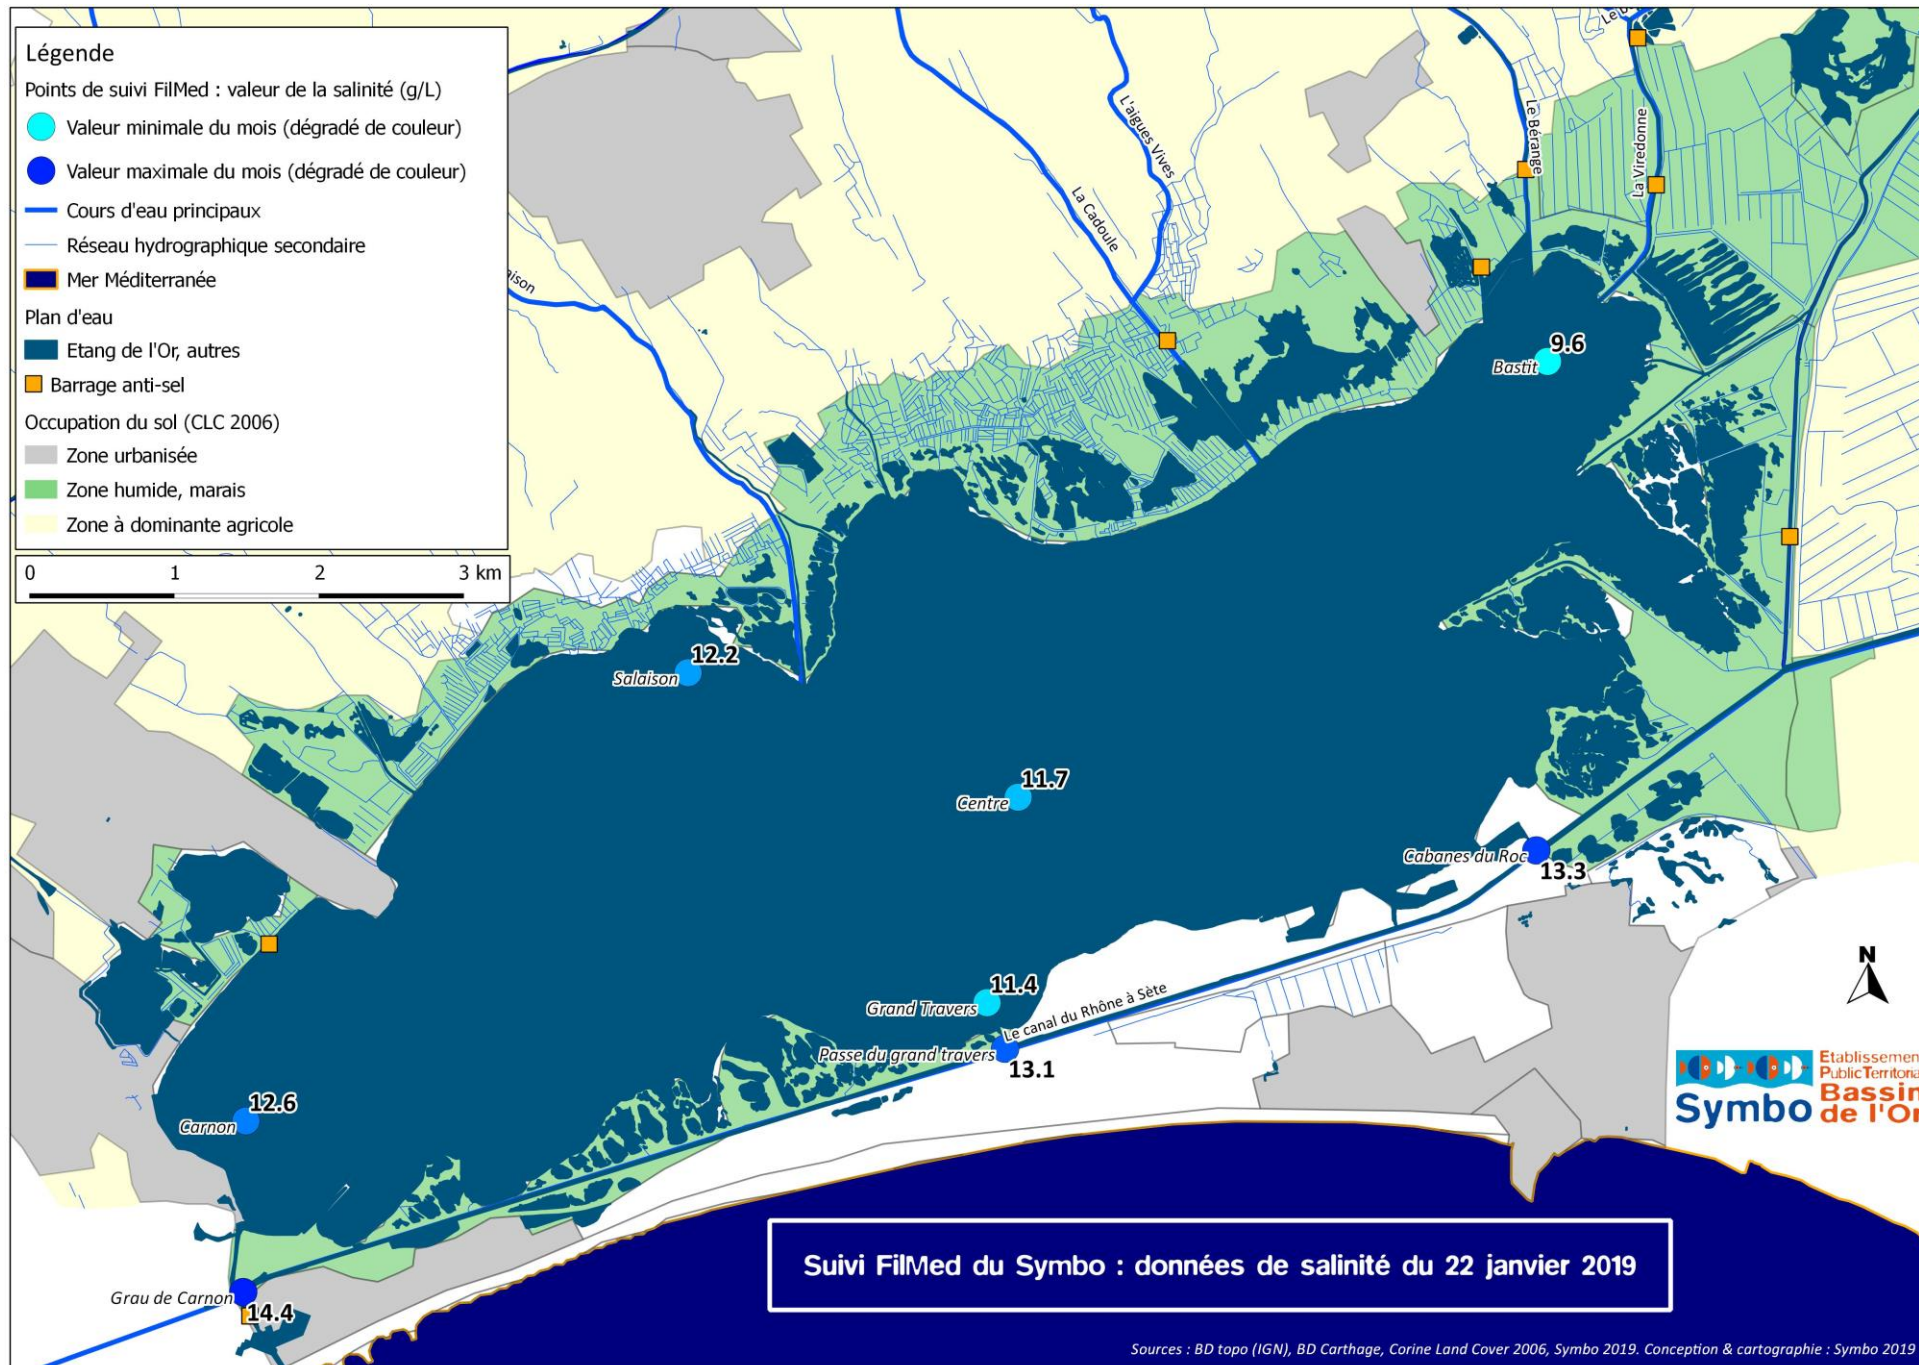 Légende
Points de suivi FilMed : valeur de la salinité (g/L)
Valeur minimale du mois (dégradé de couleur)
Valeur maximale du mois (dégradé de couleur)
Cours d'eau principaux
Réseau hydrographique secondaire
Mer Méditerranée
Plan d'eau
Etang de l'Or, autres
Barrage anti-sel
Occupation du sol (CLC 2006)
Zone urbanisée
Zone humide, marais
Zone à dominante agricole
0 1 2 3 km
L'aigues Vives
La Cadoule
Le Bérange
La Viredonne
9.6
Bastit
12.2
Salaison
11.7
Centre
Cabanes du Roc
13.3
11.4
Grand Travers
Le canal du Rhône à Sète
Passe du grand travers
13.1
12.6
Carnon
Grau de Carnon
14.4
N
Etablissemen
Public Territoria
Bassin
de l'Or
Symbo
Suivi FilMed du Symbo : données de salinité du 22 janvier 2019
Sources : BD topo (IGN), BD Carthage, Corine Land Cover 2006, Symbo 2019. Conception & cartographie : Symbo 2019